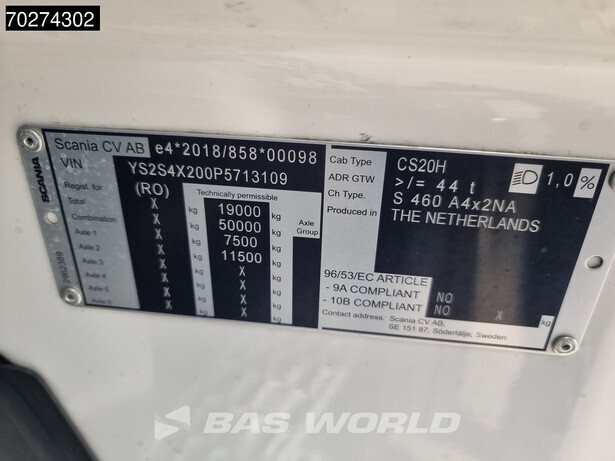 70274302
SCANIA
2962389
Scania CV AB e4*2018/858*00098
VIN YS2S4X200P5713109
Regist. for (RO) Technically permissible
Total X kg 19000 kg
Combination X kg 50000 kg Axle Group
Axle 1 X kg 7500 kg
Axle 2 X kg 11500 kg
Axle 3 X kg X kg
Axle 4 X kg X kg
Axle 5 X kg X kg
Axle 6 X kg X kg
Cab Type CS20H
ADR GTW >/= 44 t 1,0%
Ch. Type S 460 A4x2NA
Produced in THE NETHERLANDS
96/53/EC ARTICLE
- 9A COMPLIANT NO
- 10B COMPLIANT NO X kg
Contact address: Scania CV AB,
SE 151 87, Södertälje, Sweden
BAS WORLD